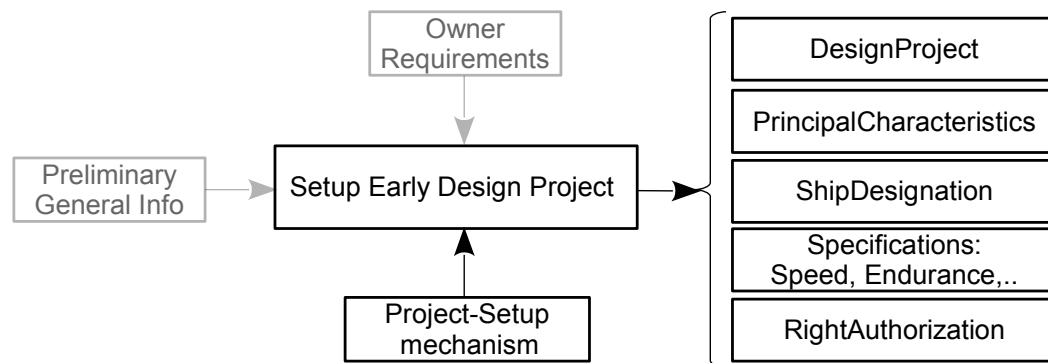 Owner
Requirements
Preliminary
General Info
Setup Early Design Project
Project-Setup
mechanism
DesignProject
PrincipalCharacteristics
ShipDesignation
Specifications:
Speed, Endurance,..
RightAuthorization